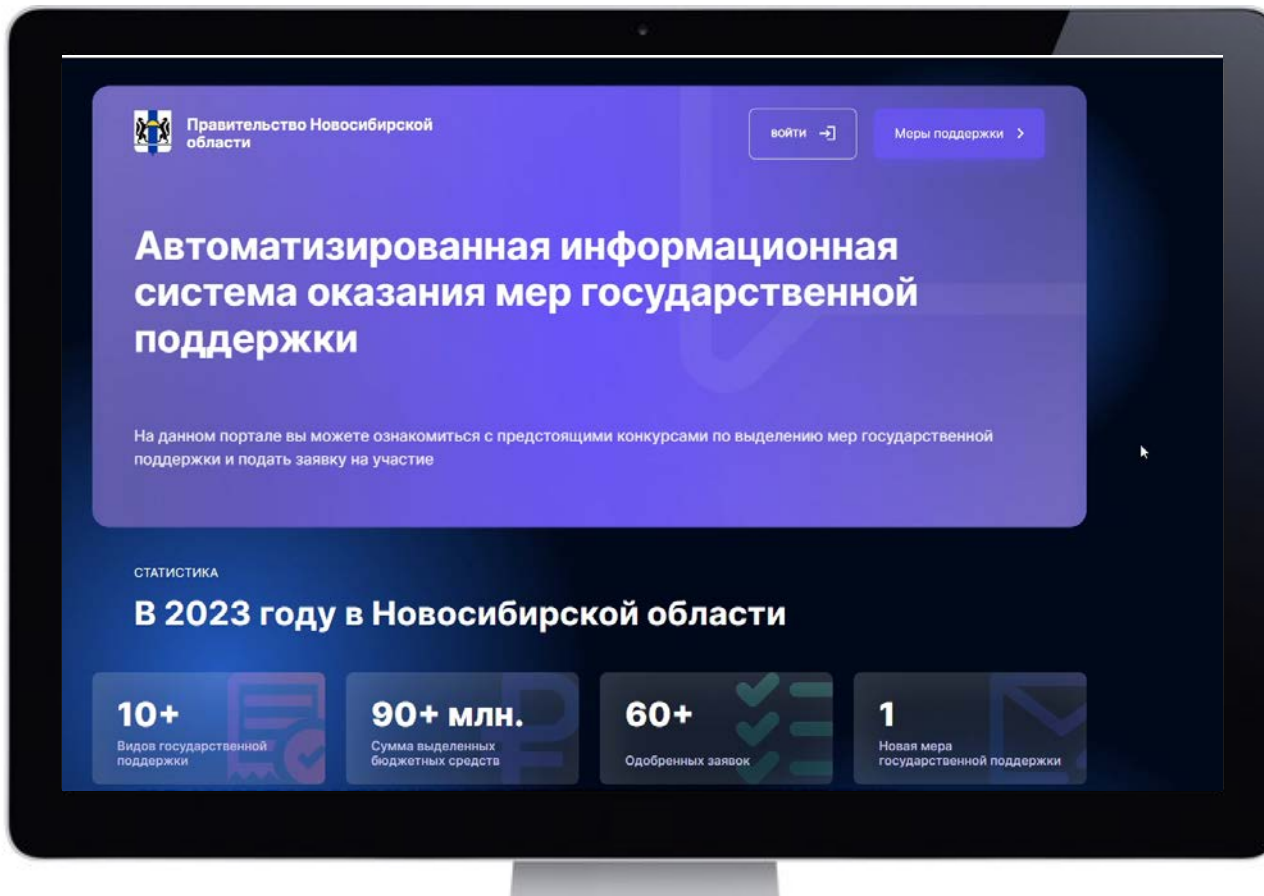 Правительство Новосибирской
области
ВОЙТИ
Меры поддержки
Автоматизированная информационная
система оказания мер государственной
поддержки
На данном портале вы можете ознакомиться с предстоящими конкурсами по выделению мер государственной
поддержки и подать заявку на участие
СТАТИСТИКА
В 2023 году в Новосибирской области
10+
Видов государственной
поддержки
90+ млн.
Сумма выделенных
бюджетных средств
60+
Одобренных заявок
1
Новая мера
государственной поддержки